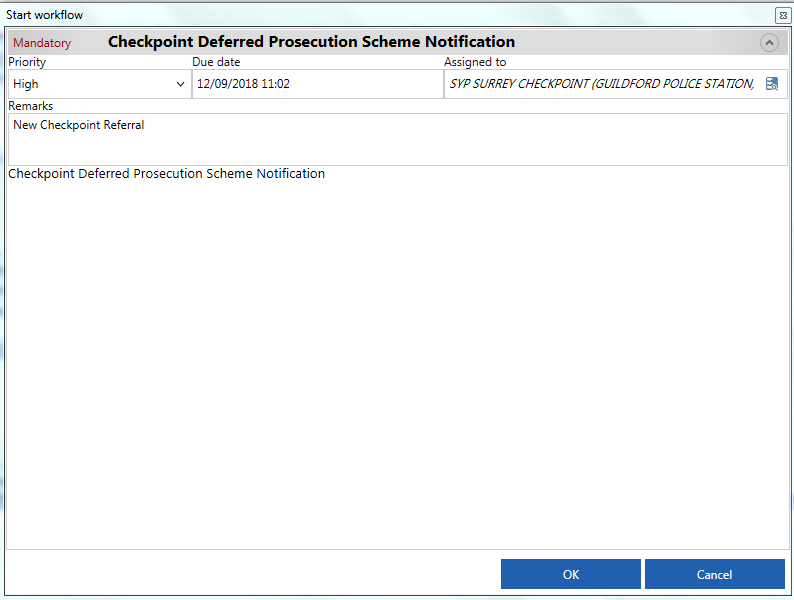 Start workflow
Mandatory Checkpoint Deferred Prosecution Scheme Notification
Priority Due date Assigned to
High 12/09/2018 11:02 SYP SURREY CHECKPOINT (GUILDFORD POLICE STATION,
Remarks
New Checkpoint Referral
Checkpoint Deferred Prosecution Scheme Notification
OK Cancel